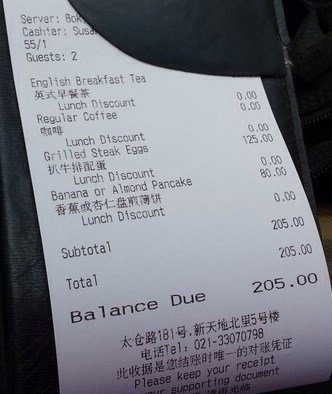 Server: Bok
Cashier: Susa
55/1
Guests: 2
English Breakfast Tea
英式早餐茶 0.00
Lunch Discount 0.00
Regular Coffee
咖啡 0.00
Lunch Discount 125.00
Grilled Steak Eggs
扒牛排配蛋 0.00
Lunch Discount 80.00
Banana or Almond Pancake
香蕉或杏仁盘煎薄饼 0.00
Lunch Discount
Subtotal 205.00
Total 205.00
Balance Due 205.00
太仓路181号.新天地北里5号楼
电话Tel: 021-33070798
此收据是您结账时唯一的对账凭证
Please keep your receipt
your supporting document